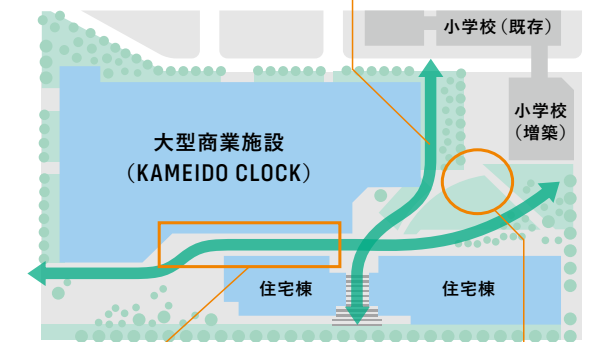 小学校(既存)
小学校
(増築)
大型商業施設
(KAMEIDO CLOCK)
住宅棟
住宅棟